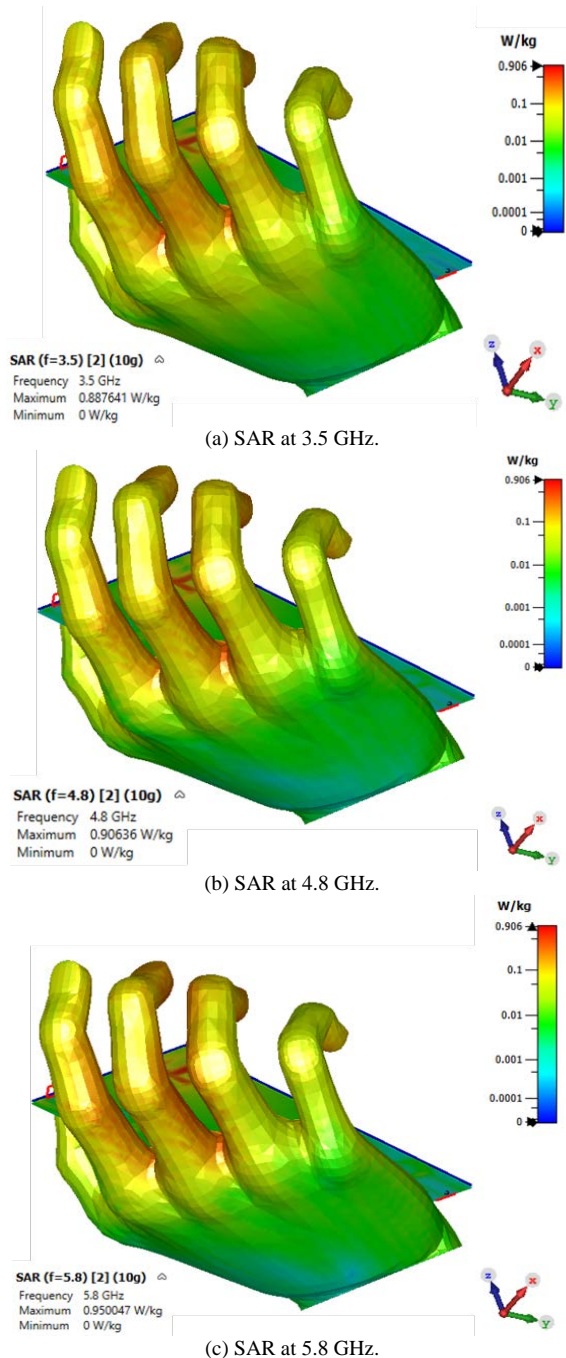 W/kg
0.906
0.1
0.01
0.001
0.0001
0
SAR (f=3.5) [2] (10g)
Frequency 3.5 GHz
Maximum 0.887641 W/kg
Minimum 0 W/kg
z
x
y
(a) SAR at 3.5 GHz.
W/kg
0.906
0.1
0.01
0.001
0.0001
0
SAR (f=4.8) [2] (10g)
Frequency 4.8 GHz
Maximum 0.90636 W/kg
Minimum 0 W/kg
z
x
y
(b) SAR at 4.8 GHz.
W/kg
0.906
0.1
0.01
0.001
0.0001
0
SAR (f=5.8) [2] (10g)
Frequency 5.8 GHz
Maximum 0.950047 W/kg
Minimum 0 W/kg
z
x
y
(c) SAR at 5.8 GHz.